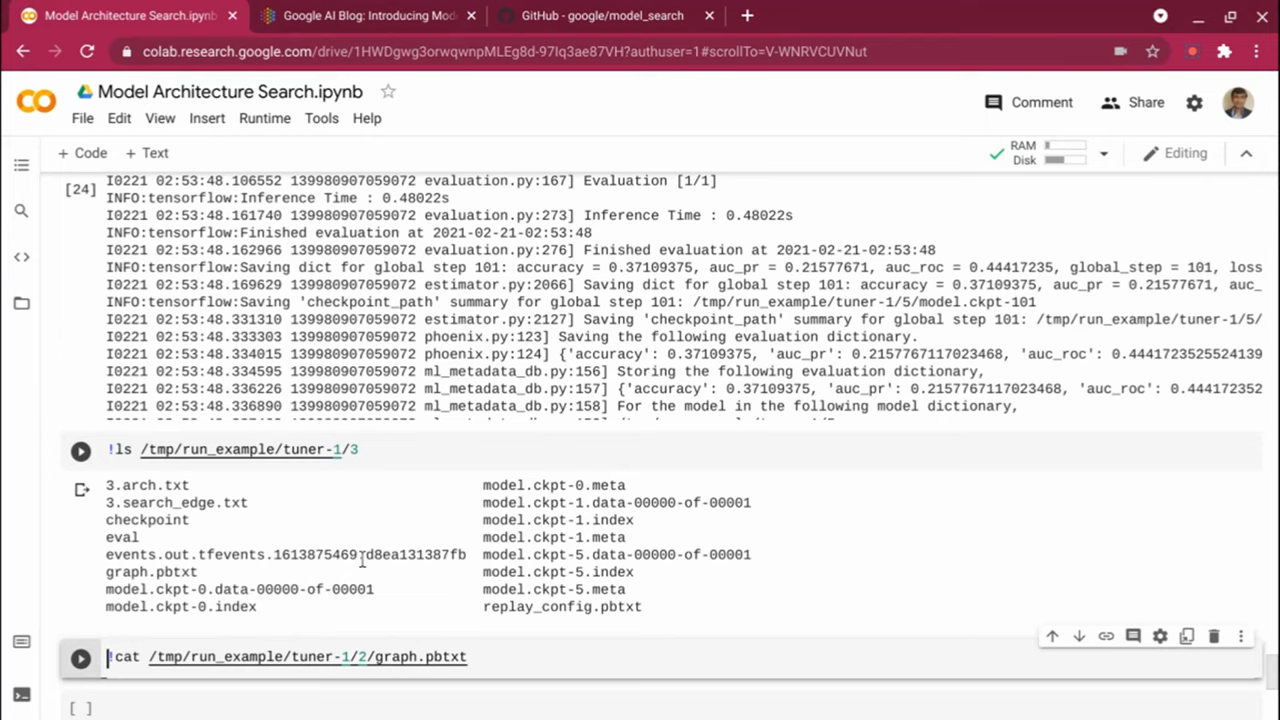 Model Architecture Search.ipynb
Google AI Blog: Introducing Mod
GitHub - google/model_search
colab.research.google.com/drive/1HWDgwg3orwqwnpMLEg8d-97Iq3ae87VH?authuser=1#scrollTo=V-WNRVCUVNut
CO
Model Architecture Search.ipynb
Comment
Share
File Edit View Insert Runtime Tools Help
+ Code + Text
RAM
Disk
Editing
[24]
I0221 02:53:48.106552 139980907059072 evaluation.py:167] Evaluation [1/1]
INFO:tensorflow:Inference Time : 0.48022s
I0221 02:53:48.161740 139980907059072 evaluation.py:273] Inference Time : 0.48022s
INFO:tensorflow:Finished evaluation at 2021-02-21-02:53:48
I0221 02:53:48.162966 139980907059072 evaluation.py:276] Finished evaluation at 2021-02-21-02:53:48
INFO:tensorflow:Saving dict for global step 101: accuracy = 0.37109375, auc_pr = 0.21577671, auc_roc = 0.44417235, global_step = 101, loss
I0221 02:53:48.169629 139980907059072 estimator.py:2066] Saving dict for global step 101: accuracy = 0.37109375, auc_pr = 0.21577671, auc_
INFO:tensorflow:Saving 'checkpoint_path' summary for global step 101: /tmp/run_example/tuner-1/5/model.ckpt-101
I0221 02:53:48.331310 139980907059072 estimator.py:2127] Saving 'checkpoint_path' summary for global step 101: /tmp/run_example/tuner-1/5/
I0221 02:53:48.333303 139980907059072 phoenix.py:123] Saving the following evaluation dictionary.
I0221 02:53:48.334015 139980907059072 phoenix.py:124] {'accuracy': 0.37109375, 'auc_pr': 0.2157767117023468, 'auc_roc': 0.4441723525524139
I0221 02:53:48.334595 139980907059072 ml_metadata_db.py:156] Storing the following evaluation dictionary,
I0221 02:53:48.336226 139980907059072 ml_metadata_db.py:157] {'accuracy': 0.37109375, 'auc_pr': 0.2157767117023468, 'auc_roc': 0.444172352
I0221 02:53:48.336890 139980907059072 ml_metadata_db.py:158] For the model in the following model dictionary,
!ls /tmp/run_example/tuner-1/3
3.arch.txt model.ckpt-0.meta
3.search_edge.txt model.ckpt-1.data-00000-of-00001
checkpoint model.ckpt-1.index
eval model.ckpt-1.meta
events.out.tfevents.1613875469.d8ea131387fb model.ckpt-5.data-00000-of-00001
graph.pbtxt model.ckpt-5.index
model.ckpt-0.data-00000-of-00001 model.ckpt-5.meta
model.ckpt-0.index replay_config.pbtxt
!cat /tmp/run_example/tuner-1/2/graph.pbtxt
[ ]